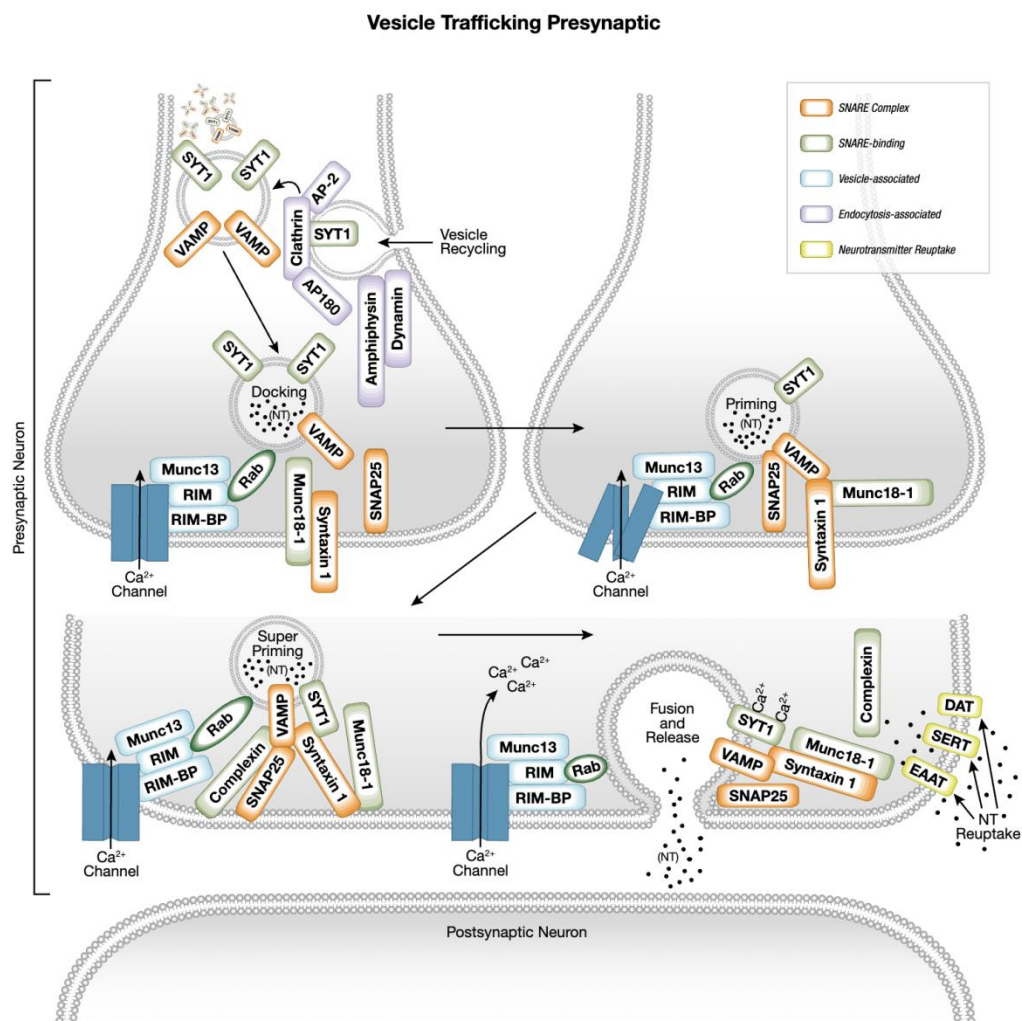 Vesicle Trafficking Presynaptic
Presynaptic Neuron
SNARE Complex
SNARE-binding
Vesicle-associated
Endocytosis-associated
Neurotransmitter Reuptake
SYT1
SYT1
VAMP
VAMP
AP-2
Clathrin
SYT1
AP180
Amphiphysin
Dynamin
Vesicle
Recycling
SYT1
SYT1
Docking
(NT)
VAMP
Munc13
RIM
RIM-BP
Rab
Munc18-1
Syntaxin 1
SNAP25
Ca²⁺
Channel
SYT1
Priming
(NT)
VAMP
Munc13
RIM
RIM-BP
Rab
SNAP25
Syntaxin 1
Munc18-1
Ca²⁺
Channel
Super
Priming
(NT)
VAMP
SYT1
Munc13
RIM
RIM-BP
Rab
Complexin
SNAP25
Syntaxin 1
Munc18-1
Ca²⁺
Channel
Ca²⁺
Ca²⁺
Ca²⁺
Munc13
RIM
RIM-BP
Rab
Ca²⁺
Channel
Fusion
and
Release
(NT)
Ca²⁺
Ca²⁺
SYT1
VAMP
SNAP25
Munc18-1
Syntaxin 1
Complexin
DAT
SERT
EAAT
NT
Reuptake
Postsynaptic Neuron